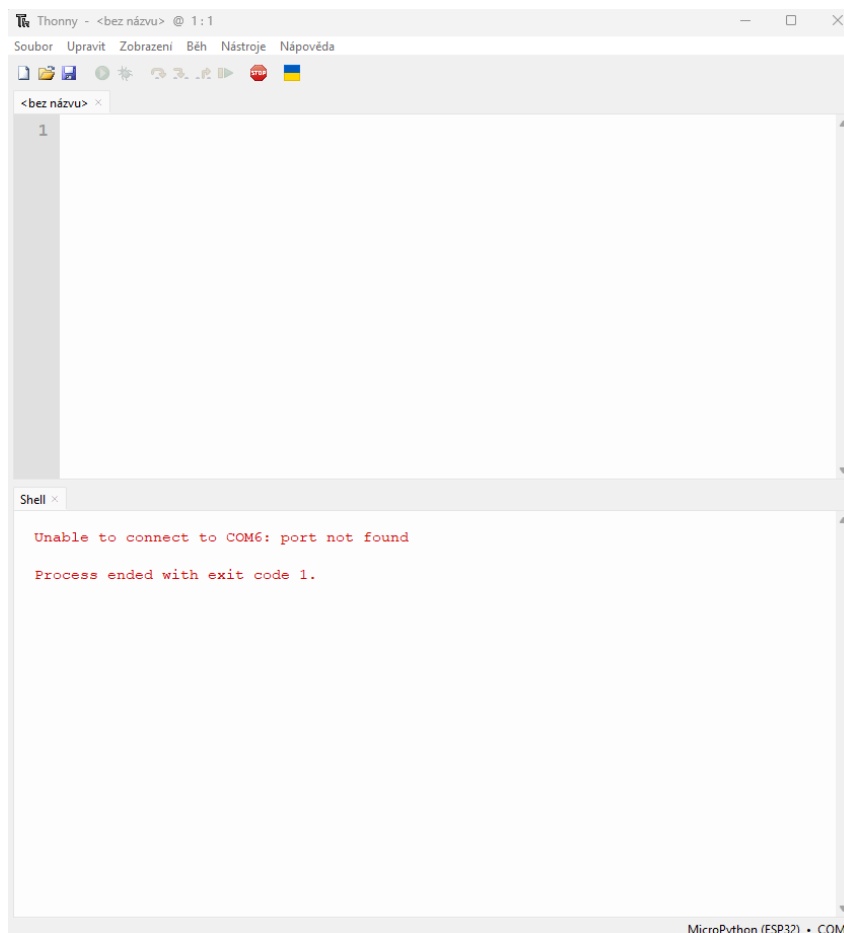 Thonny - <bez názvu> @ 1:1
Soubor Upravit Zobrazení Běh Nástroje Nápověda
STOP
<bez názvu>
1
Shell
Unable to connect to COM6: port not found
Process ended with exit code 1.
MicroPython (ESP32) • COM